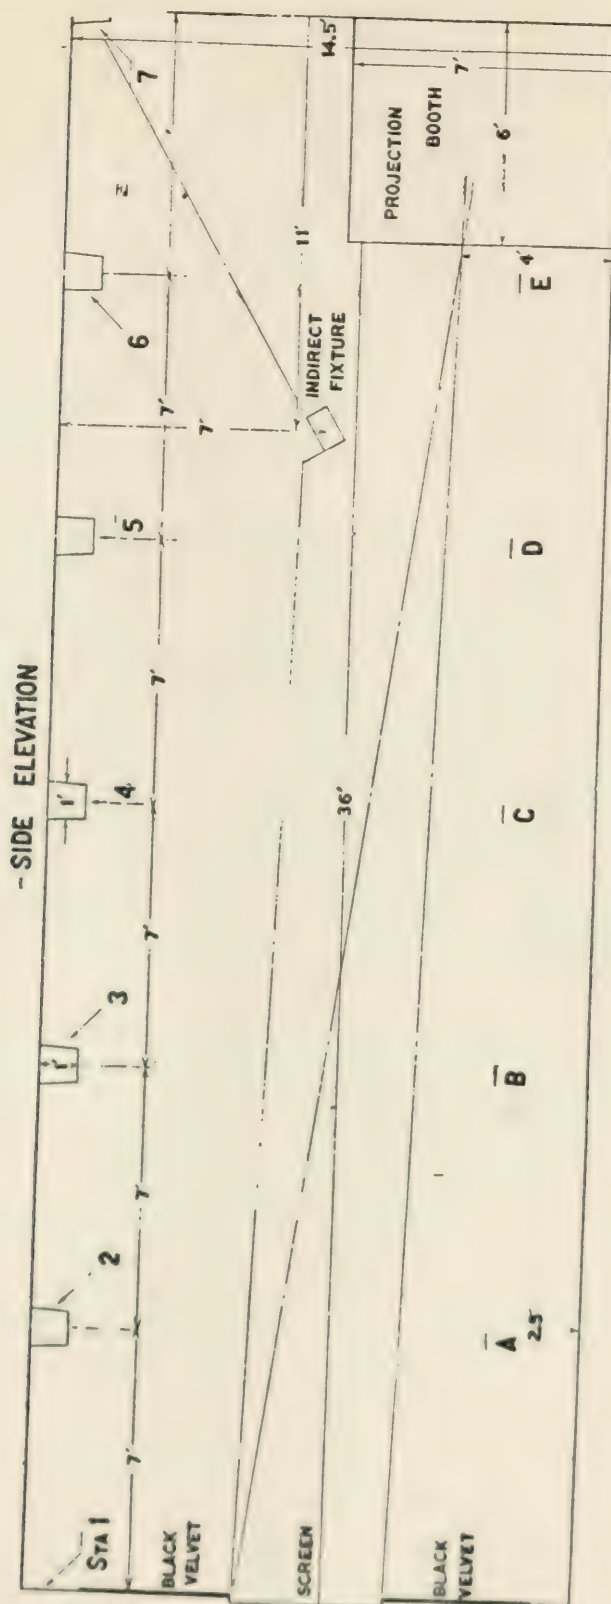 - SIDE ELEVATION
STA 1
2
3
4
5
6
7
7'
7'
7'
7'
7'
7'
1'
1'
BLACK
VELVET
SCREEN
BLACK
VELVET
36'
11'
INDIRECT
FIXTURE
14.5'
7'
PROJECTION
BOOTH
6'
4'
A
2.5'
B
C
D
E